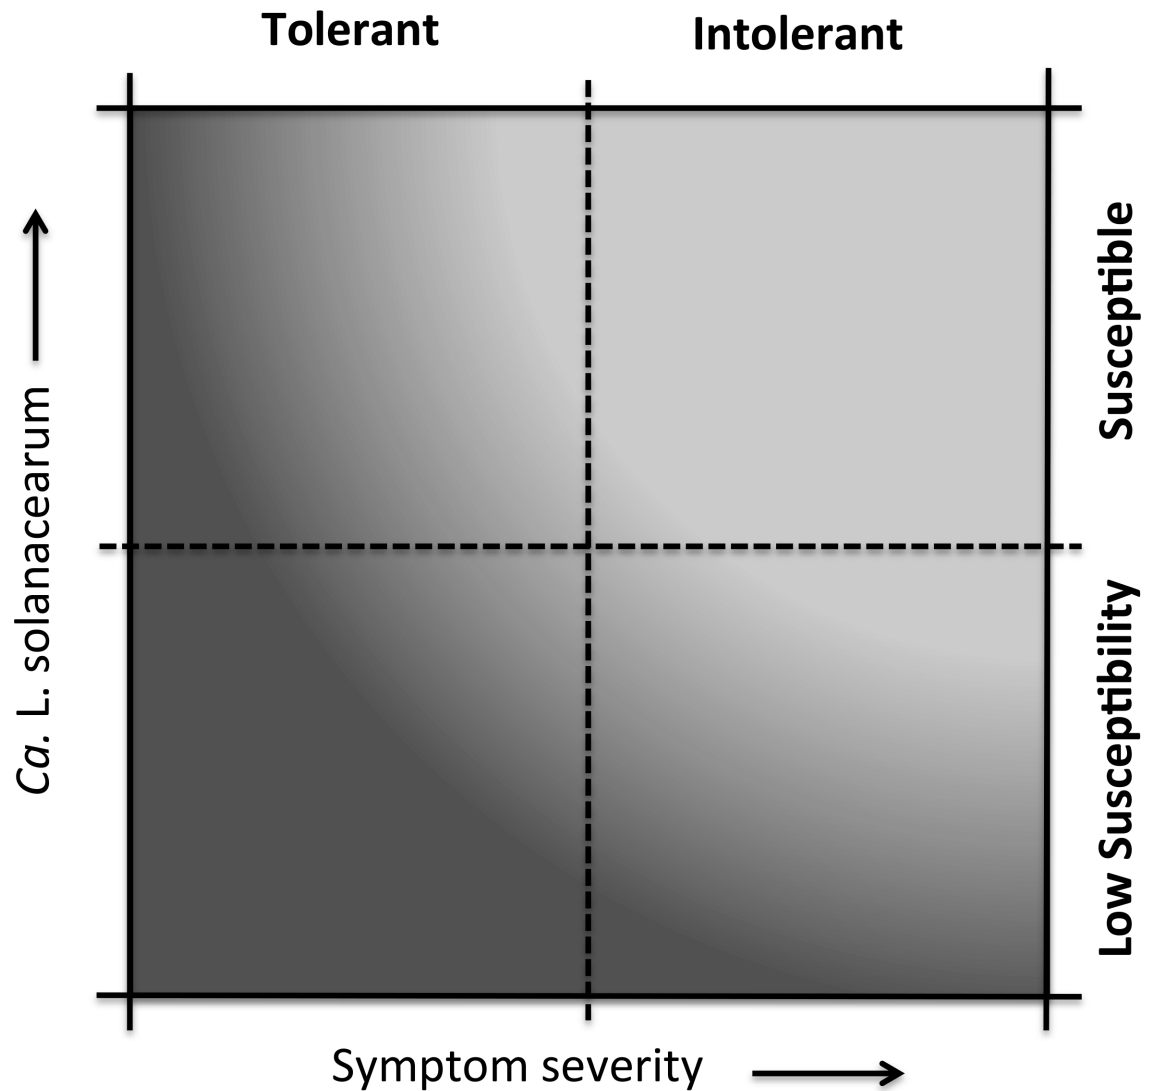 Tolerant
Intolerant
Susceptible
Low Susceptibility
Ca. L. solanacearum
Symptom severity